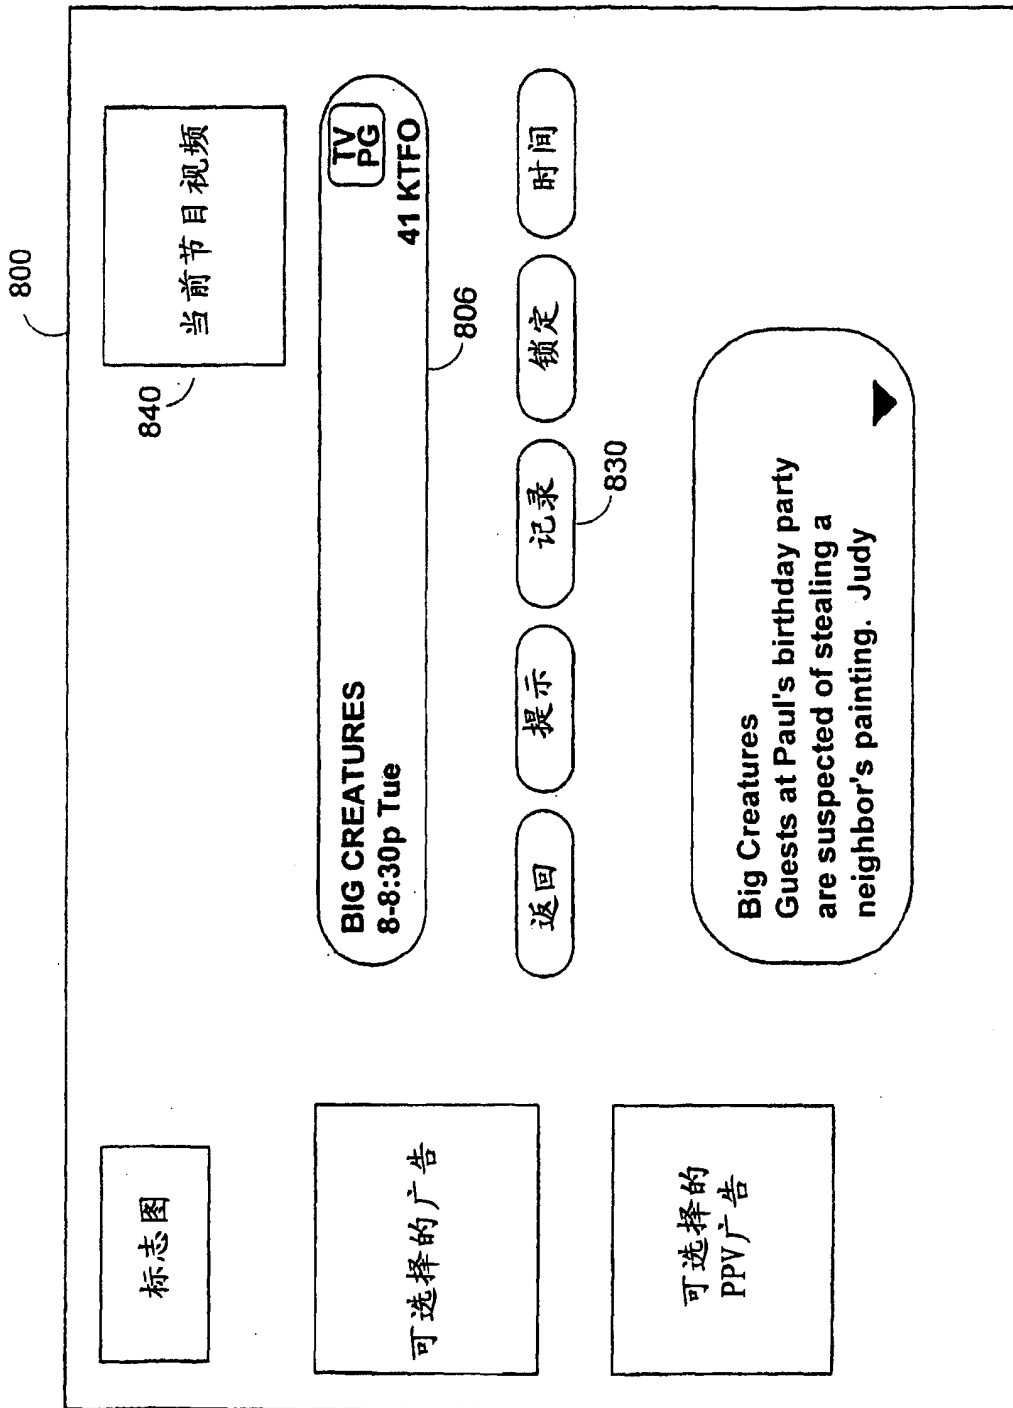 800
标志图
840
当前节目视频
可选择的广告
BIG CREATURES
8-8:30p Tue
TV
PG
41 KTFO
806
返回
提示
记录
锁定
时间
830
可选择的
PPV广告
Big Creatures
Guests at Paul's birthday party
are suspected of stealing a
neighbor's painting. Judy